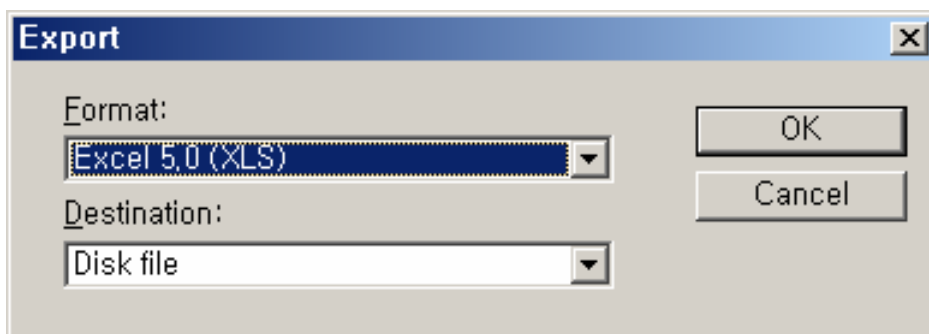 Export
Format:
Excel 5,0 (XLS)
Destination:
Disk file
OK
Cancel